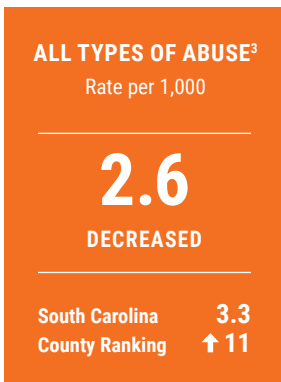 ALL TYPES OF ABUSE³
Rate per 1,000
2.6
DECREASED
South Carolina 3.3
County Ranking ⬆ 11